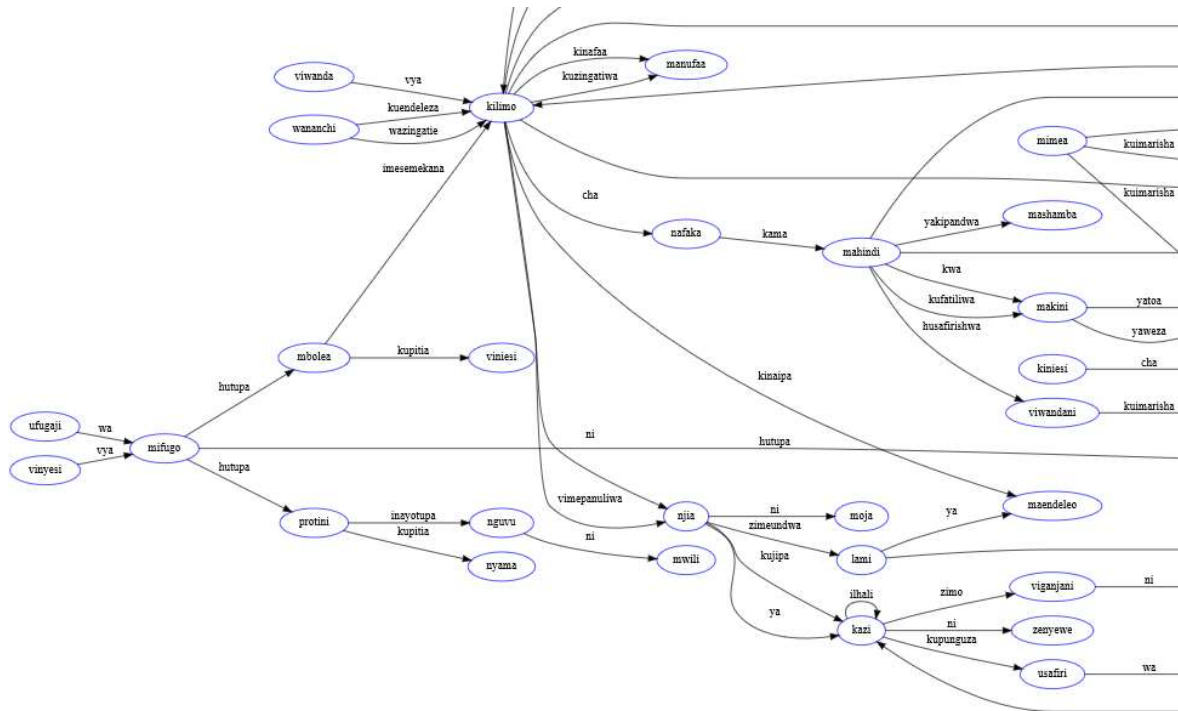 kinafaa
manufaa
viwanda
vya
kuzingatiwa
kuendeleza
kilimo
wananchi
wazingatie
mimea
kuimarisha
imesemekana
kuimarisha
cha
yakipandwa
mashamba
nafaka
kama
mahindi
kwa
kufatiliwa
makini
yatoa
husafirishwa
yaweza
mbolea
kupitia
viniesi
kiniesi
cha
kinaipa
hutupa
viwandani
kuimarisha
ufugaji
wa
mifugo
vya
vinyesi
ni
hutupa
hutupa
vimepanuliwa
maendeleo
protini
inayotupa
nguvu
njia
ni
moja
ya
kupitia
zimeundwa
ni
nyama
mwili
lami
kujipa
viganjani
ni
ilhali
zimo
ya
kazi
ni
zenyewe
kupunguza
usafiri
wa